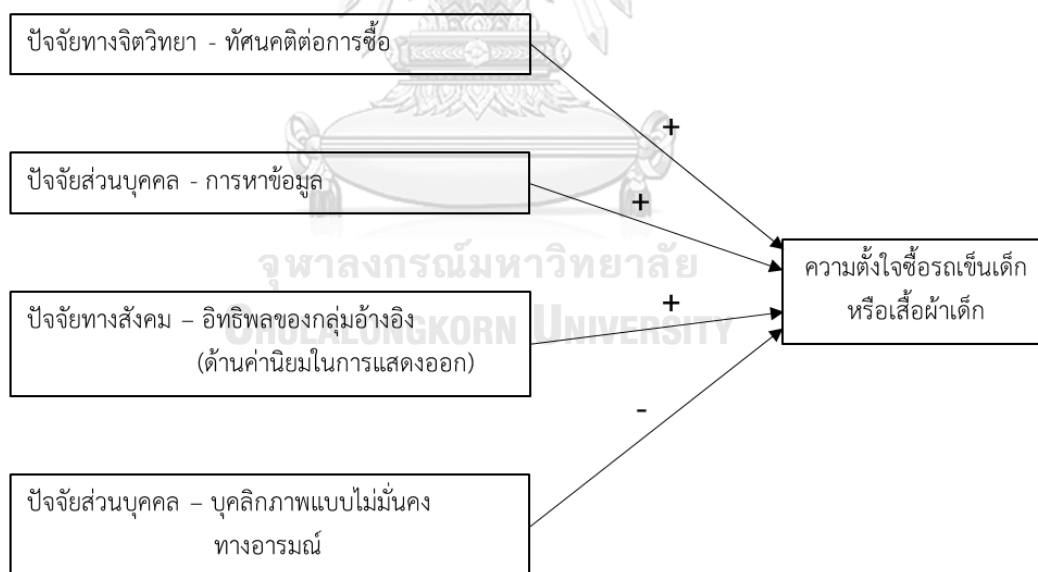 ปัจจัยทางจิตวิทยา - ทัศนคติต่อการซื้อ
+
ปัจจัยส่วนบุคคล - การหาข้อมูล
+
จุฬาลงกรณ์มหาวิทยาลัย
CHULALONGKORN UNIVERSITY
ความตั้งใจซื้อรถเข็นเด็ก
หรือเสื้อผ้าเด็ก
ปัจจัยทางสังคม – อิทธิพลของกลุ่มอ้างอิง
(ด้านค่านิยมในการแสดงออก)
+
-
ปัจจัยส่วนบุคคล – บุคลิกภาพแบบไม่มั่นคง
ทางอารมณ์